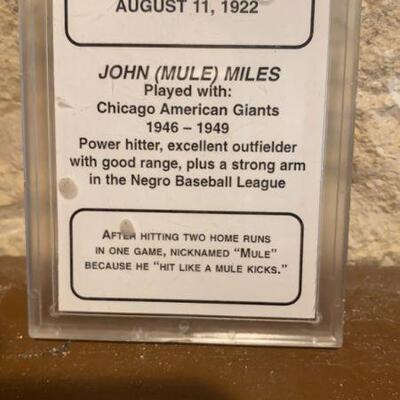 AUGUST 11, 1922
JOHN (MULE) MILES
Played with:
Chicago American Giants
1946 – 1949
Power hitter, excellent outfielder
with good range, plus a strong arm
in the Negro Baseball League
AFTER HITTING TWO HOME RUNS
IN ONE GAME, NICKNAMED “MULE”
BECAUSE HE “HIT LIKE A MULE KICKS.”